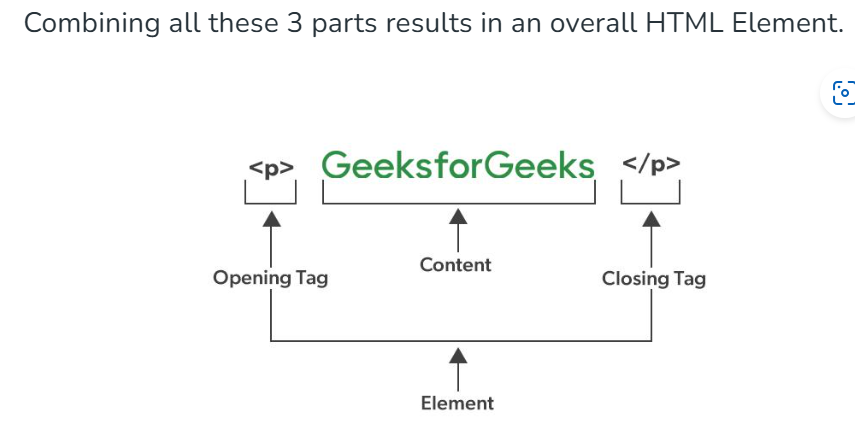 Combining all these 3 parts results in an overall HTML Element.
<p> GeeksforGeeks </p>
Opening Tag Content Closing Tag
Element